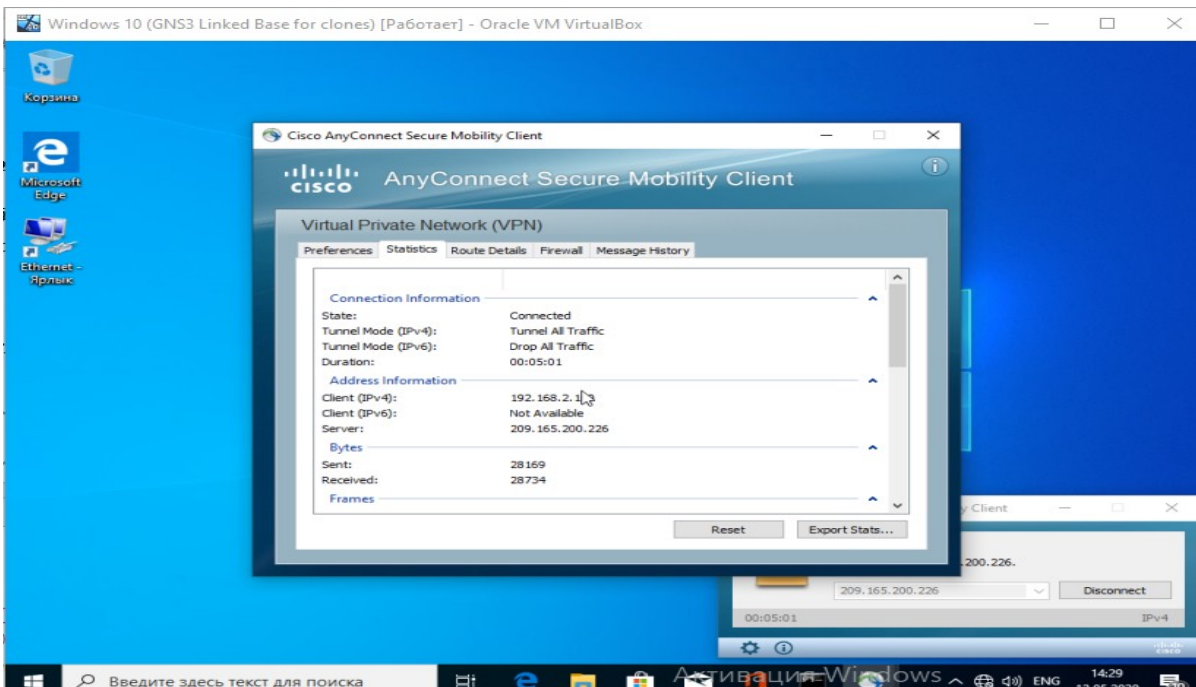 Windows 10 (GNS3 Linked Base for clones) [Работает] - Oracle VM VirtualBox
Корзина
Microsoft
Edge
Ethernet -
Ярлык
Cisco AnyConnect Secure Mobility Client
CISCO AnyConnect Secure Mobility Client
Virtual Private Network (VPN)
Preferences Statistics Route Details Firewall Message History
Connection Information
State: Connected
Tunnel Mode (IPv4): Tunnel All Traffic
Tunnel Mode (IPv6): Drop All Traffic
Duration: 00:05:01
Address Information
Client (IPv4):
Client (IPv6): Not Available
Server: 209.165.200.226
Bytes
Sent: 28169
Received: 28734
Frames
Reset Export Stats...
Client
.200.226.
209.165.200.226 Disconnect
00:05:01 IPv4
Введите здесь текст для поиска
Активация Windows
ENG
14:29